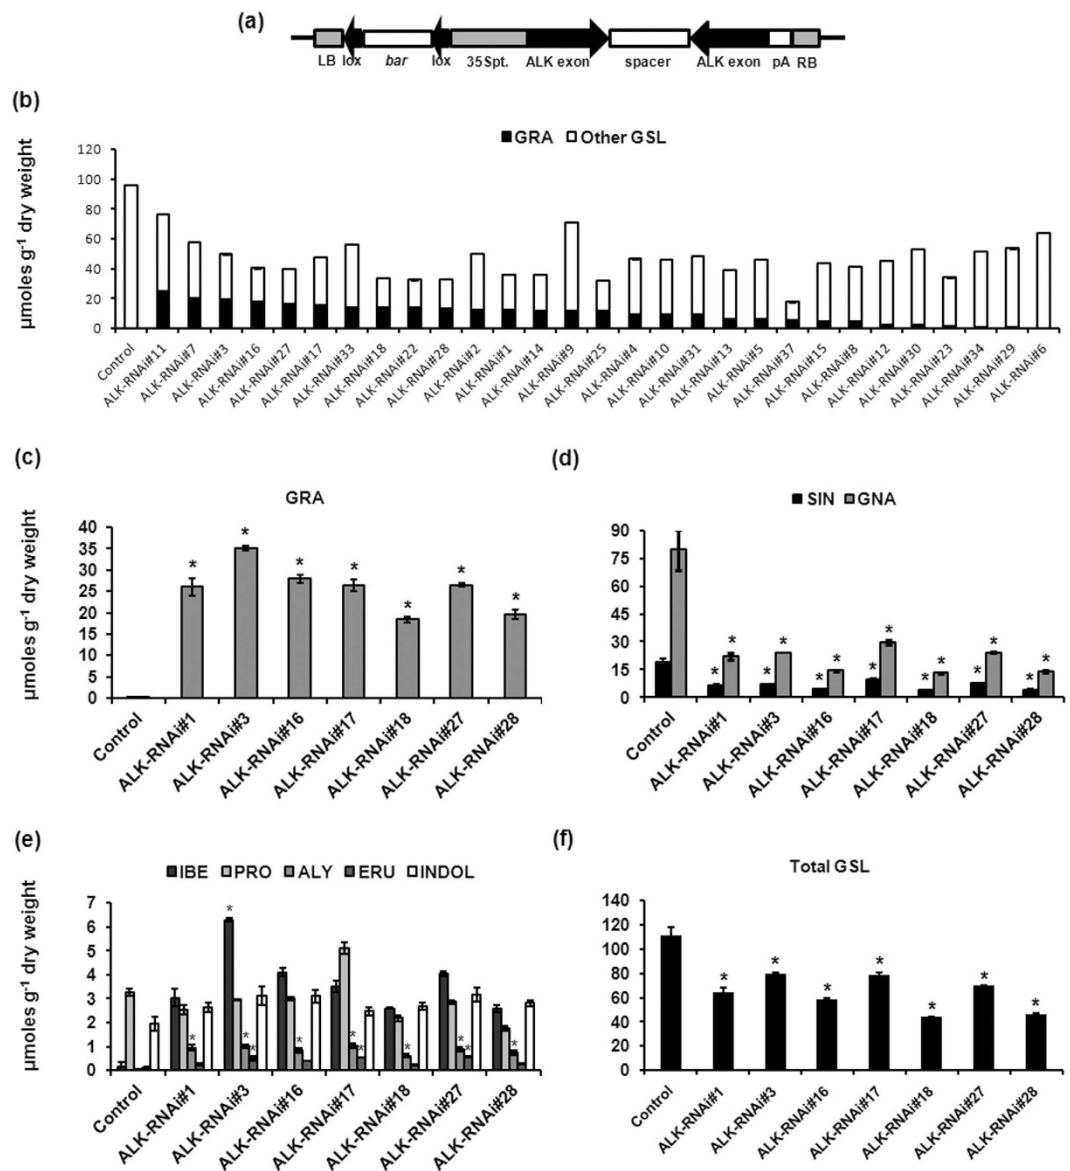 (a)
LB lox bar lox 35Spt. ALK exon spacer ALK exon pA RB
(b)
GRA Other GSL
µmoles g-1 dry weight
120
100
80
60
40
20
0
Control
ALK-RNAi#11
ALK-RNAi#7
ALK-RNAi#3
ALK-RNAi#16
ALK-RNAi#27
ALK-RNAi#17
ALK-RNAi#33
ALK-RNAi#18
ALK-RNAi#22
ALK-RNAi#28
ALK-RNAi#2
ALK-RNAi#1
ALK-RNAi#14
ALK-RNAi#9
ALK-RNAi#25
ALK-RNAi#4
ALK-RNAi#10
ALK-RNAi#31
ALK-RNAi#13
ALK-RNAi#5
ALK-RNAi#37
ALK-RNAi#15
ALK-RNAi#8
ALK-RNAi#12
ALK-RNAi#30
ALK-RNAi#23
ALK-RNAi#34
ALK-RNAi#29
ALK-RNAi#6
(c)
GRA
µmoles g-1 dry weight
40
35
30
25
20
15
10
5
0
* * * * * * *
Control
ALK-RNAi#1
ALK-RNAi#3
ALK-RNAi#16
ALK-RNAi#17
ALK-RNAi#18
ALK-RNAi#27
ALK-RNAi#28
(d)
SIN GNA
90
75
60
45
30
15
0
* * * * * * * * * * * * * *
Control
ALK-RNAi#1
ALK-RNAi#3
ALK-RNAi#16
ALK-RNAi#17
ALK-RNAi#18
ALK-RNAi#27
ALK-RNAi#28
(e)
IBE PRO ALY ERU INDOL
µmoles g-1 dry weight
7
6
5
4
3
2
1
0
* * * * * * * * * * *
Control
ALK-RNAi#1
ALK-RNAi#3
ALK-RNAi#16
ALK-RNAi#17
ALK-RNAi#18
ALK-RNAi#27
ALK-RNAi#28
(f)
Total GSL
140
120
100
80
60
40
20
0
* * * * * * *
Control
ALK-RNAi#1
ALK-RNAi#3
ALK-RNAi#16
ALK-RNAi#17
ALK-RNAi#18
ALK-RNAi#27
ALK-RNAi#28